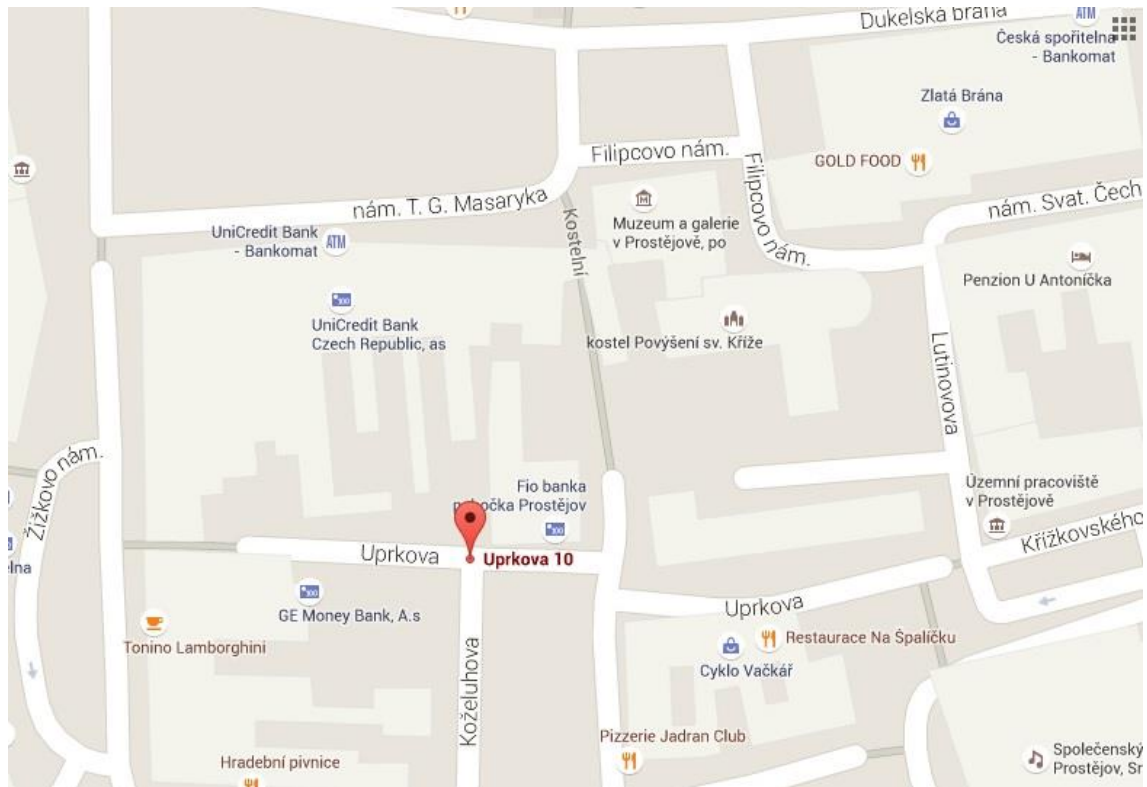 Dukelská brána
ATM
Česká spořitelna
- Bankomat
Zlatá Brána
GOLD FOOD
Filipcovo nám.
Filipcovo nám.
nám. T. G. Masaryka
Kostelní
Muzeum a galerie
v Prostějově, po
nám. Svat. Čech
UniCredit Bank
- Bankomat
ATM
Penzion U Antoníčka
UniCredit Bank
Czech Republic, as
kostel Povýšení sv. Kříže
Lutinovova
Žižkovo nám.
Fio banka
pobočka Prostějov
Územní pracoviště
v Prostějově
Křížkovského
Uprkova
Uprkova 10
lna
GE Money Bank, A.s
Uprkova
Tonino Lamborghini
Restaurace Na Špalíčku
Cyklo Vačkář
Koželuhova
Pizzerie Jadran Club
Hradební pivnice
Společenský
Prostějov, Sr